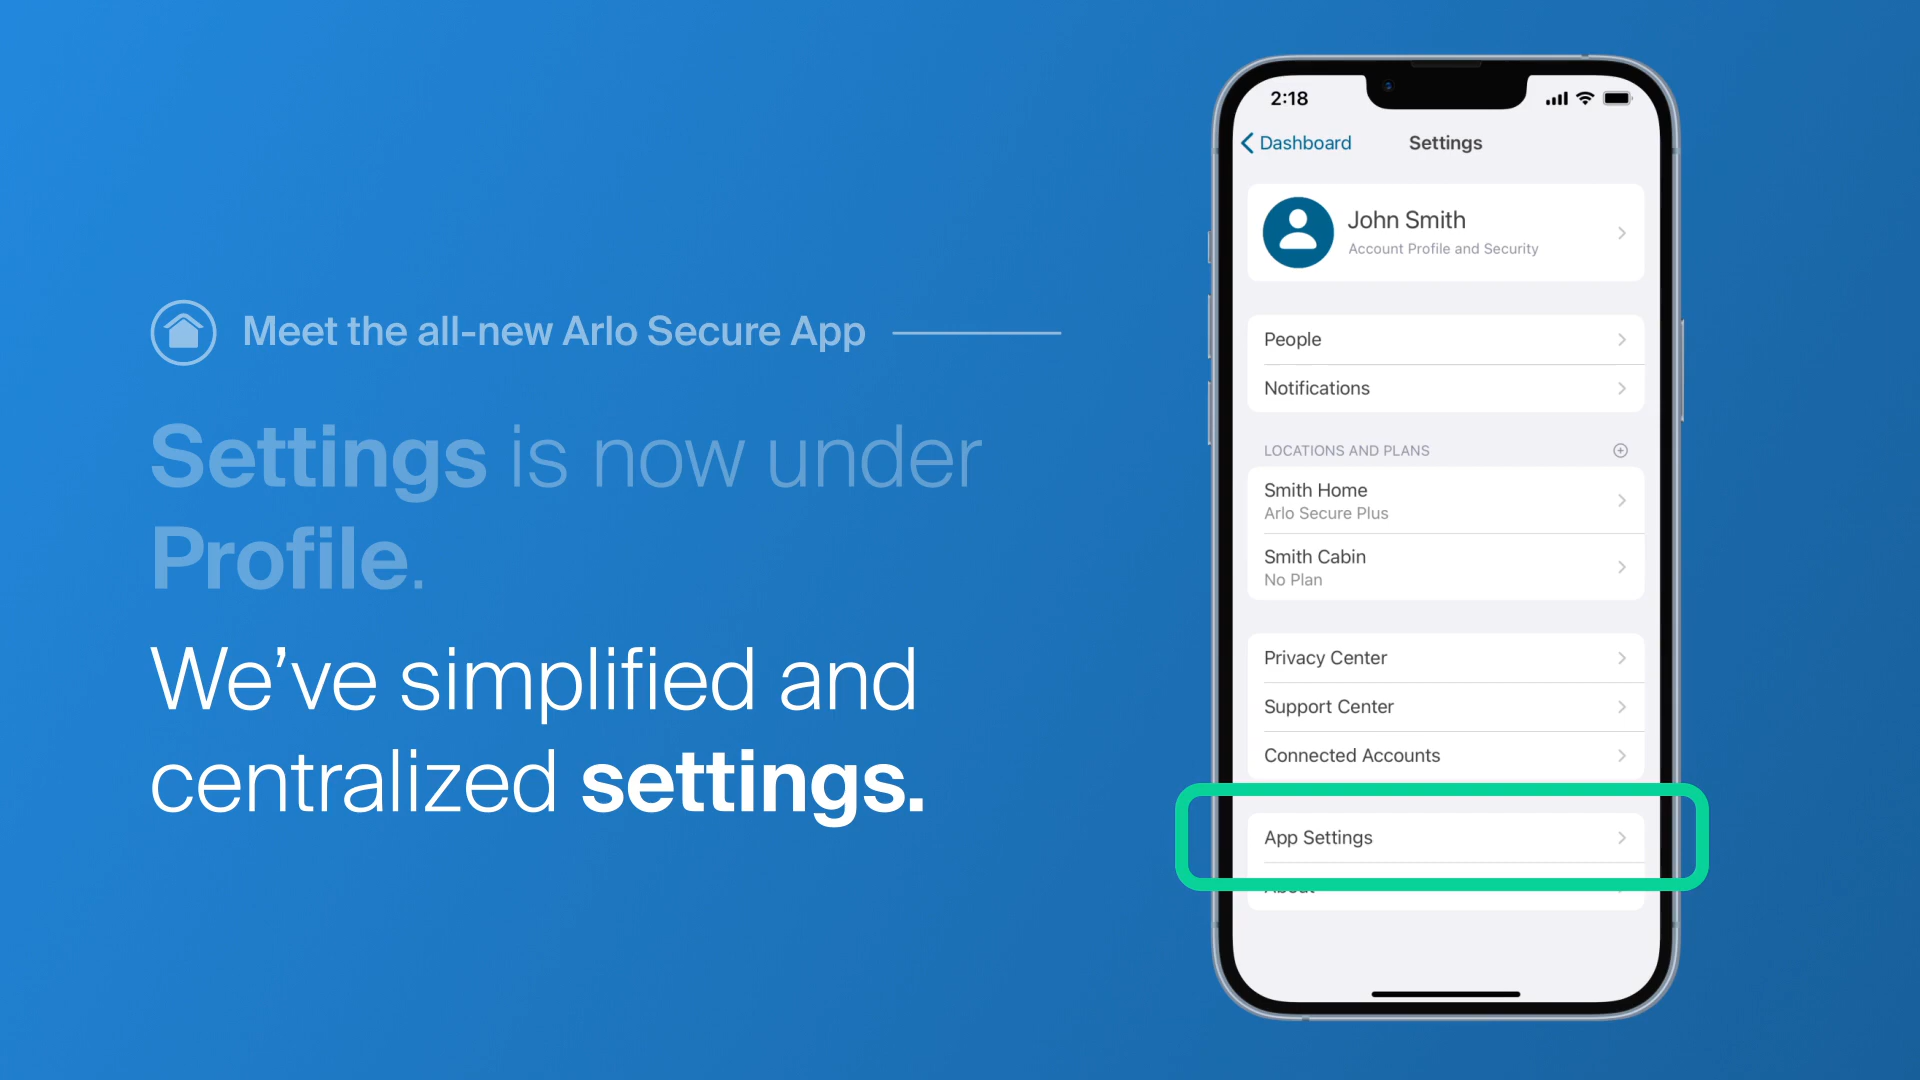 Meet the all-new Arlo Secure App
Settings is now under
Profile.
We've simplified and
centralized settings.
2:18
Dashboard
Settings
John Smith
Account Profile and Security
People
Notifications
LOCATIONS AND PLANS
Smith Home
Arlo Secure Plus
Smith Cabin
No Plan
Privacy Center
Support Center
Connected Accounts
App Settings
About